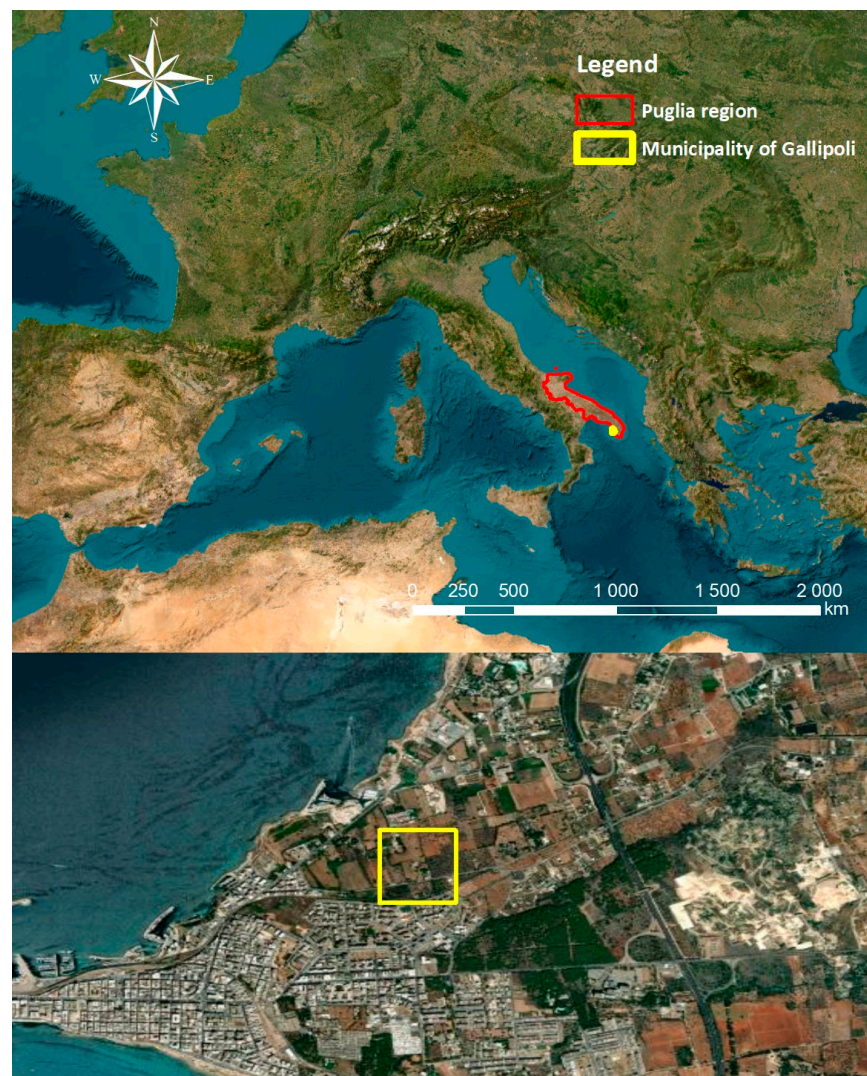 N
W E
S
Legend
Puglia region
Municipality of Gallipoli
0 250 500 1 000 1 500 2 000
km